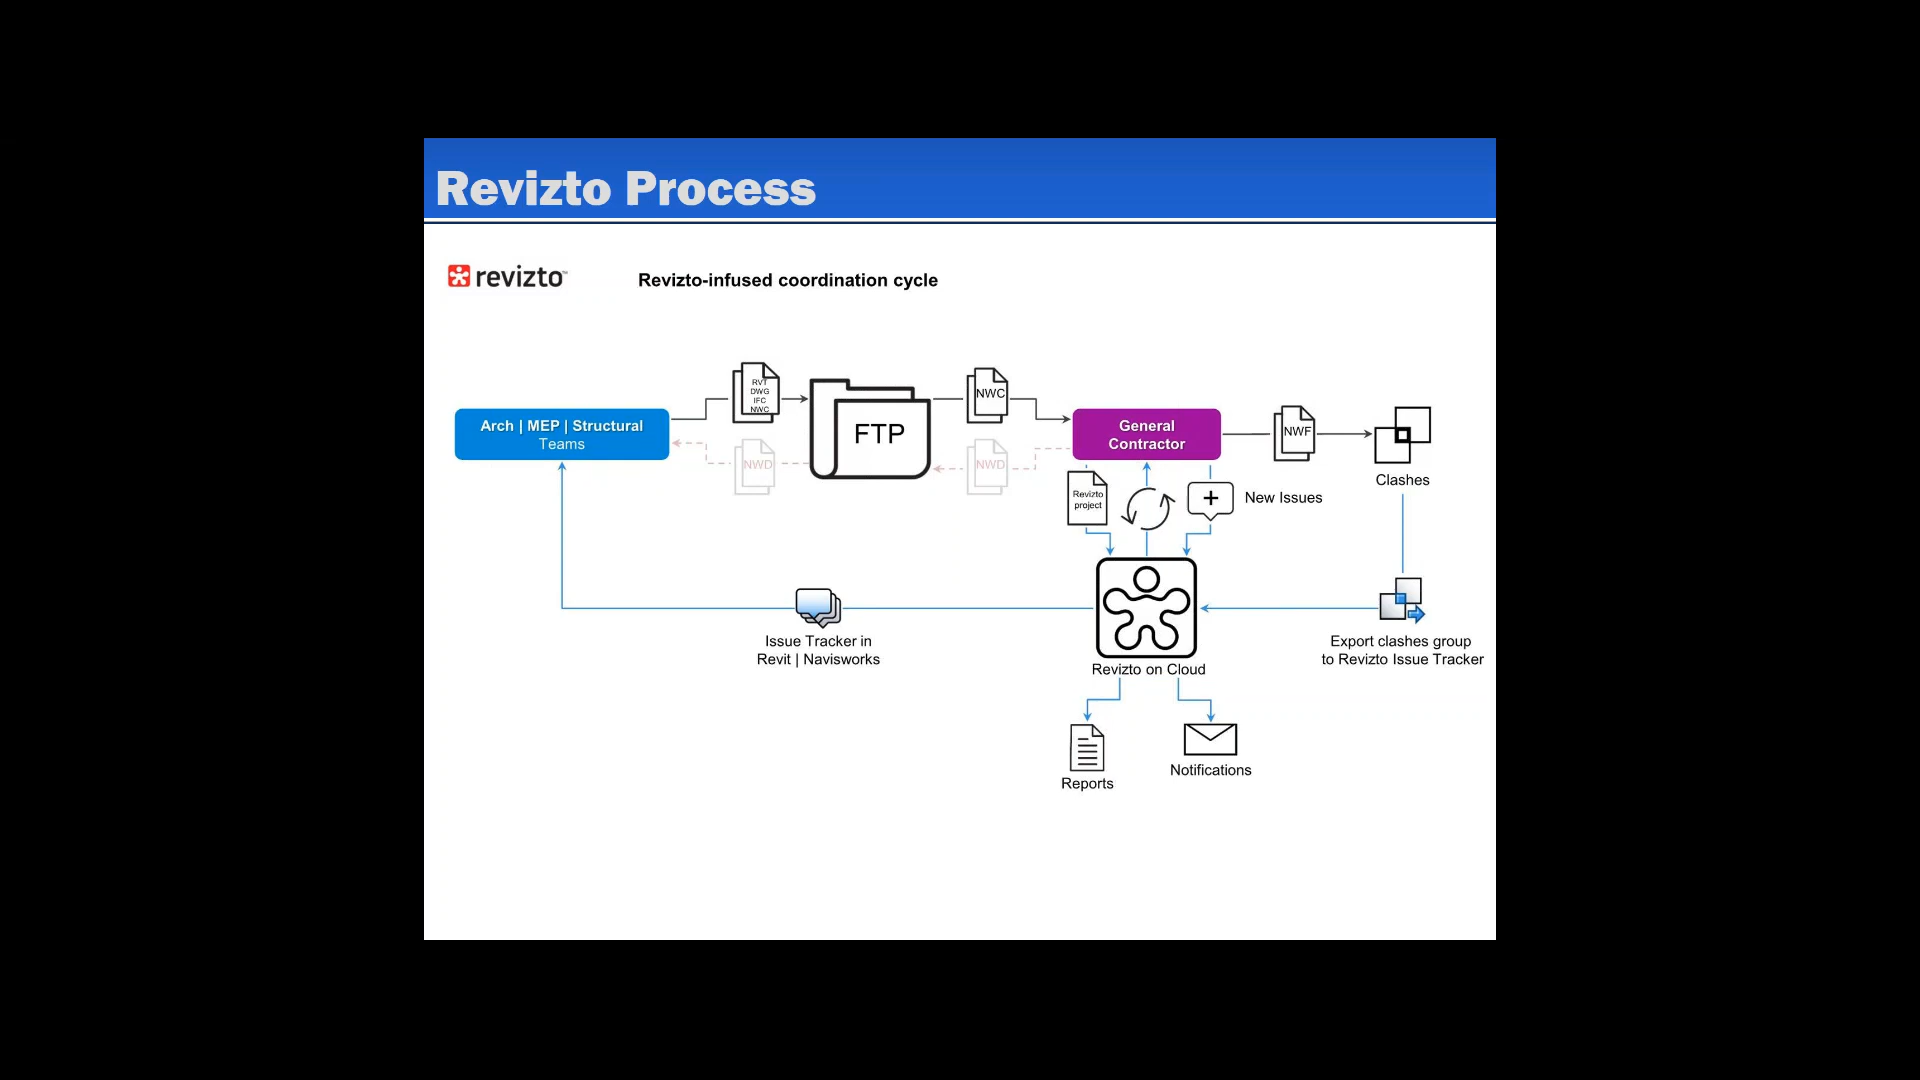 Revizto Process
revizto™
Revizto-infused coordination cycle
RVT
DWG
IFC
NWC
NWC
Arch | MEP | Structural
Teams
FTP
General
Contractor
NWF
NWD
NWD
Clashes
Revizto
project
+
New Issues
Issue Tracker in
Revit | Navisworks
Revizto on Cloud
Export clashes group
to Revizto Issue Tracker
Reports
Notifications